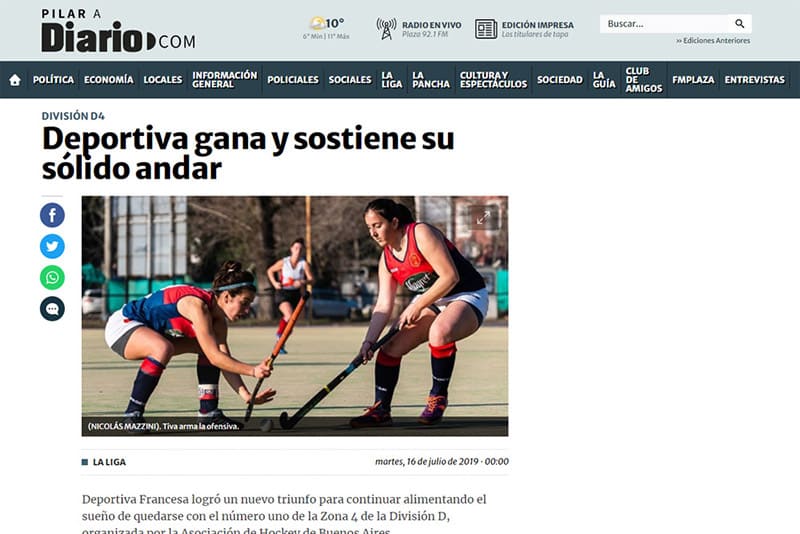 PILAR A
Diario COM
10°
6° Min | 11° Máx
RADIO EN VIVO
Plaza 92.1 FM
EDICIÓN IMPRESA
Los titulares de tapa
Buscar...
»» Ediciones Anteriores
POLÍTICA
ECONOMÍA
LOCALES
INFORMACIÓN
GENERAL
POLICIALES
SOCIALES
LA
LIGA
LA
PANCHA
CULTURA Y
ESPECTÁCULOS
SOCIEDAD
LA
GUÍA
CLUB
DE
AMIGOS
FMPLAZA
ENTREVISTAS
DIVISIÓN D4
Deportiva gana y sostiene su
sólido andar
(NICOLÁS MAZZINI). Tiva arma la ofensiva.
LA LIGA
martes, 16 de julio de 2019 · 00:00
Deportiva Francesa logró un nuevo triunfo para continuar alimentando el
sueño de quedarse con el número uno de la Zona 4 de la División D,
organizada por la Asociación de Hockey de Buenos Aires.